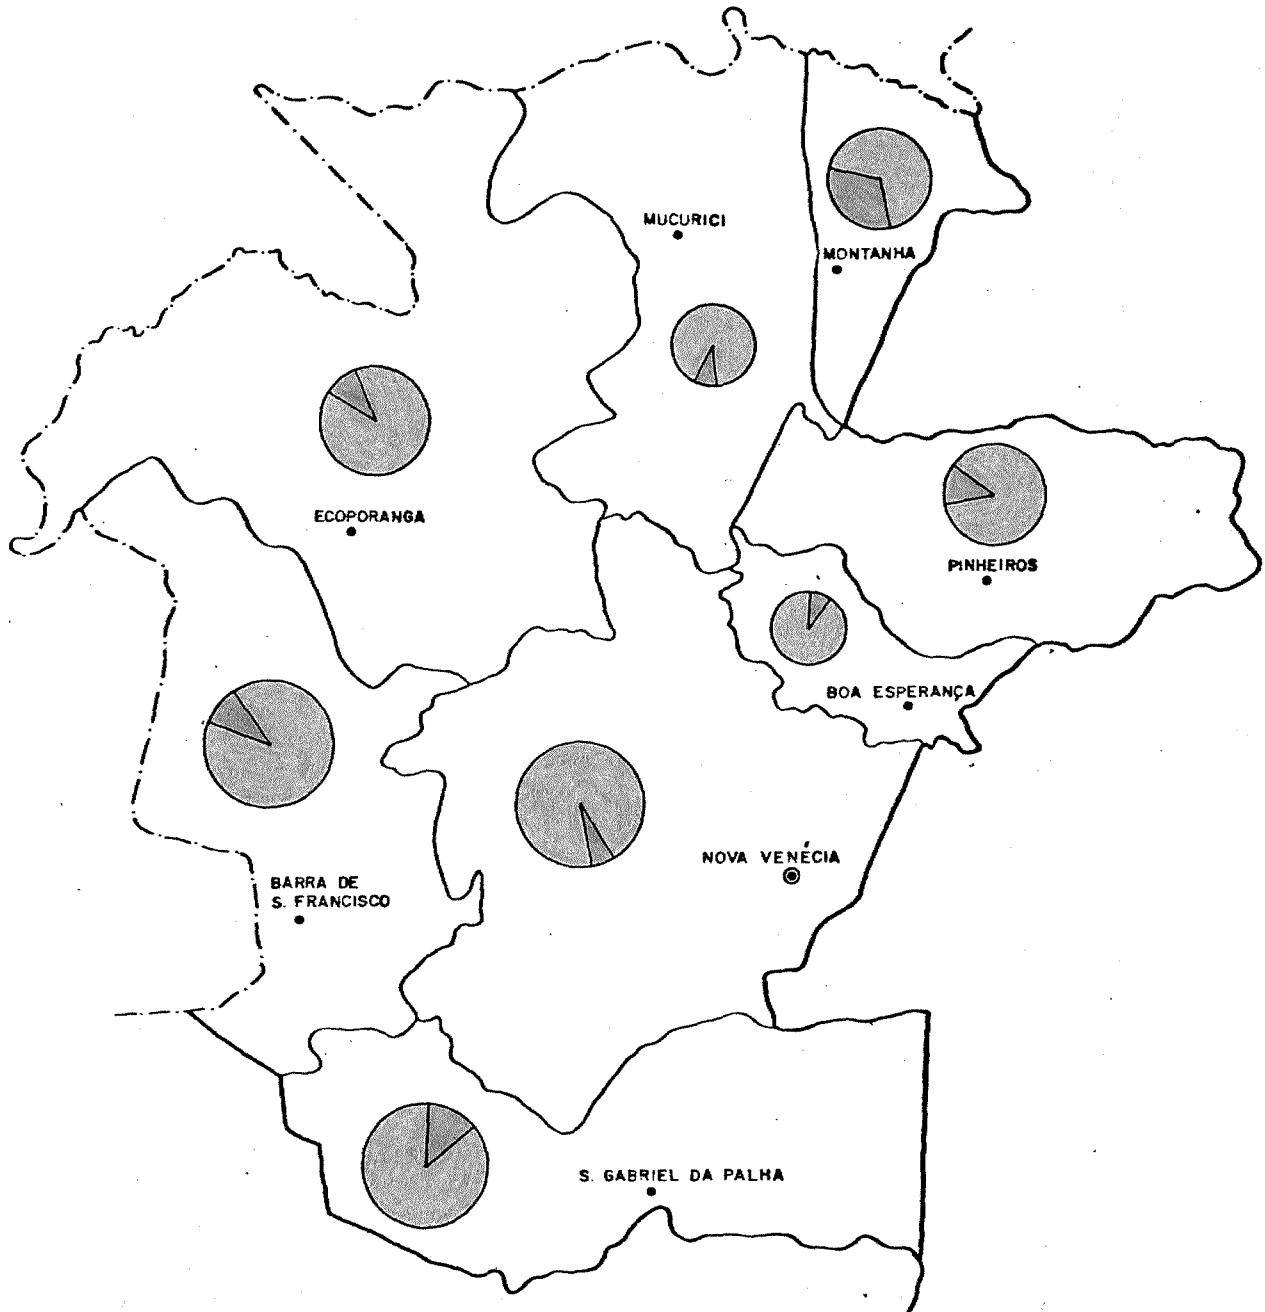 MUCURICI
MONTANHA
ECOPORANGA
PINHEIROS
BOA ESPERANÇA
NOVA VENÉCIA
BARRA DE
S. FRANCISCO
S. GABRIEL DA PALHA